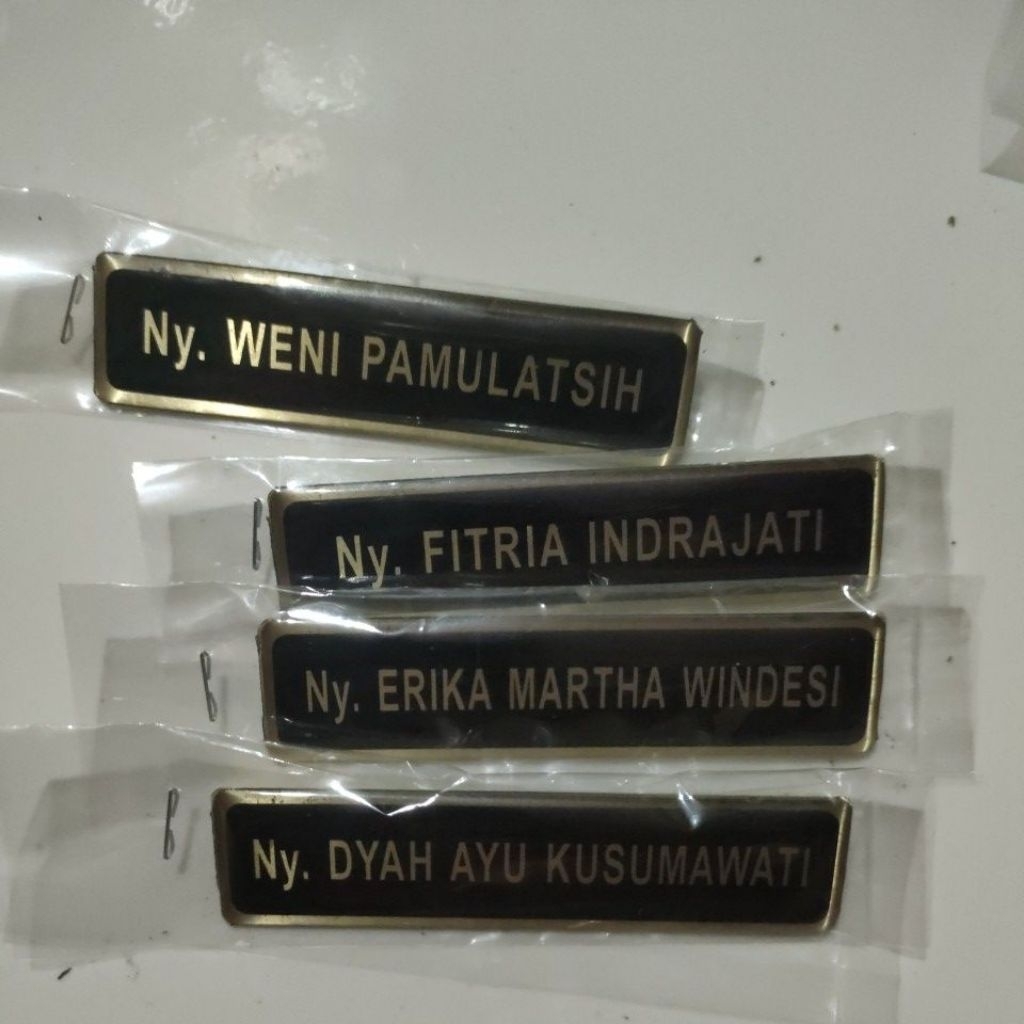 Ny. WENI PAMULATSIH
Ny. FITRIA INDRAJATI
Ny. ERIKA MARTHA WINDESI
Ny. DYAH AYU KUSUMAWATI